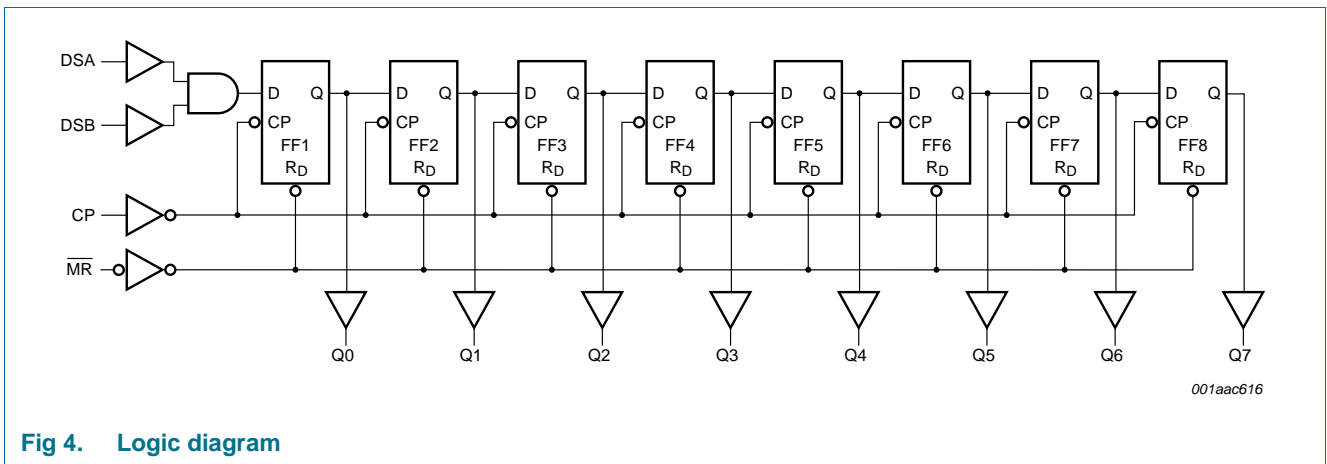 DSA
DSB
CP
M̅R̅
D Q
CP
FF1
RD
D Q
CP
FF2
RD
D Q
CP
FF3
RD
D Q
CP
FF4
RD
D Q
CP
FF5
RD
D Q
CP
FF6
RD
D Q
CP
FF7
RD
D Q
CP
FF8
RD
Q0 Q1 Q2 Q3 Q4 Q5 Q6 Q7
001aac616
Fig 4. Logic diagram